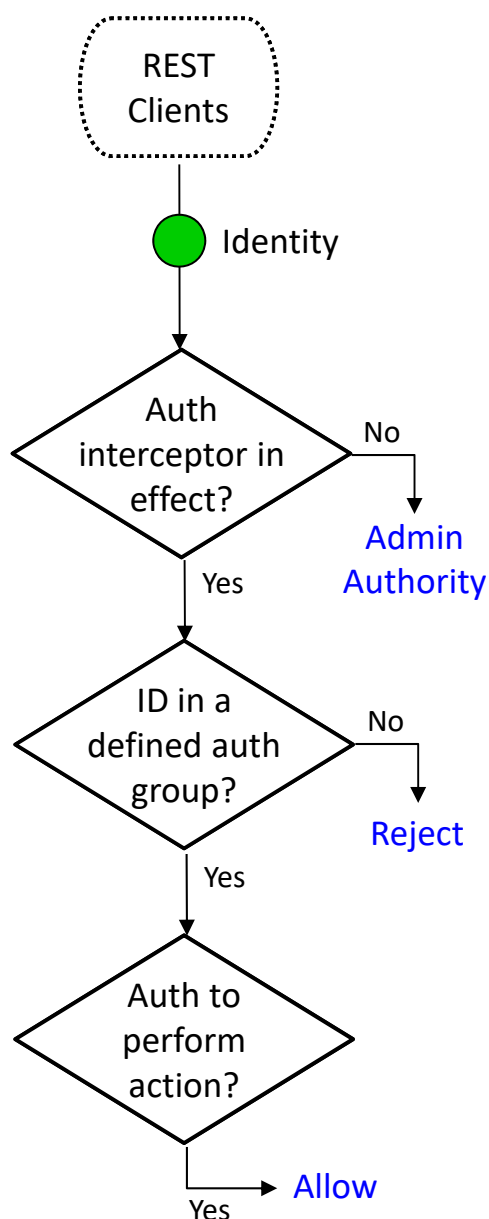 REST
Clients
Identity
Auth
interceptor in
effect?
No
Admin
Authority
Yes
ID in a
defined auth
group?
No
Reject
Yes
Auth to
perform
action?
Allow
Yes